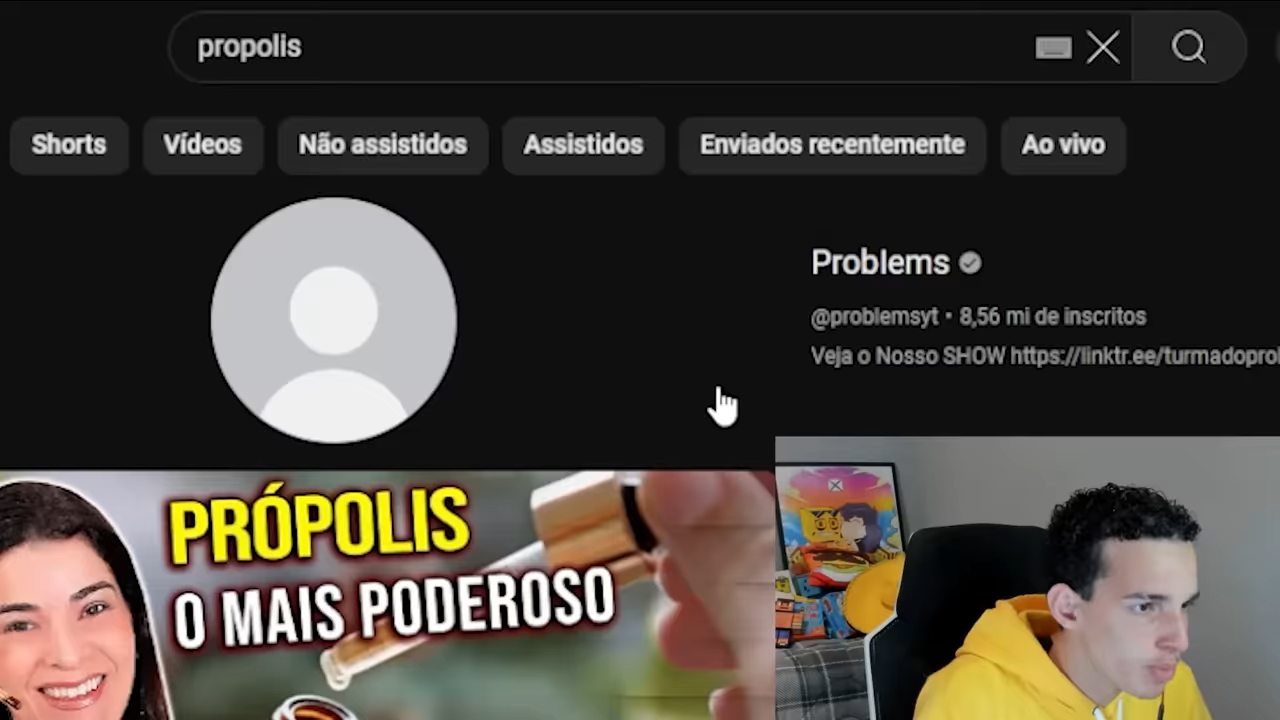 propolis
Shorts
Vídeos
Não assistidos
Assistidos
Enviados recentemente
Ao vivo
Problems
@problemsyt • 8,56 mi de inscritos
Veja o Nosso SHOW https://linktr.ee/turmadoprol
PRÓPOLIS
O MAIS PODEROSO